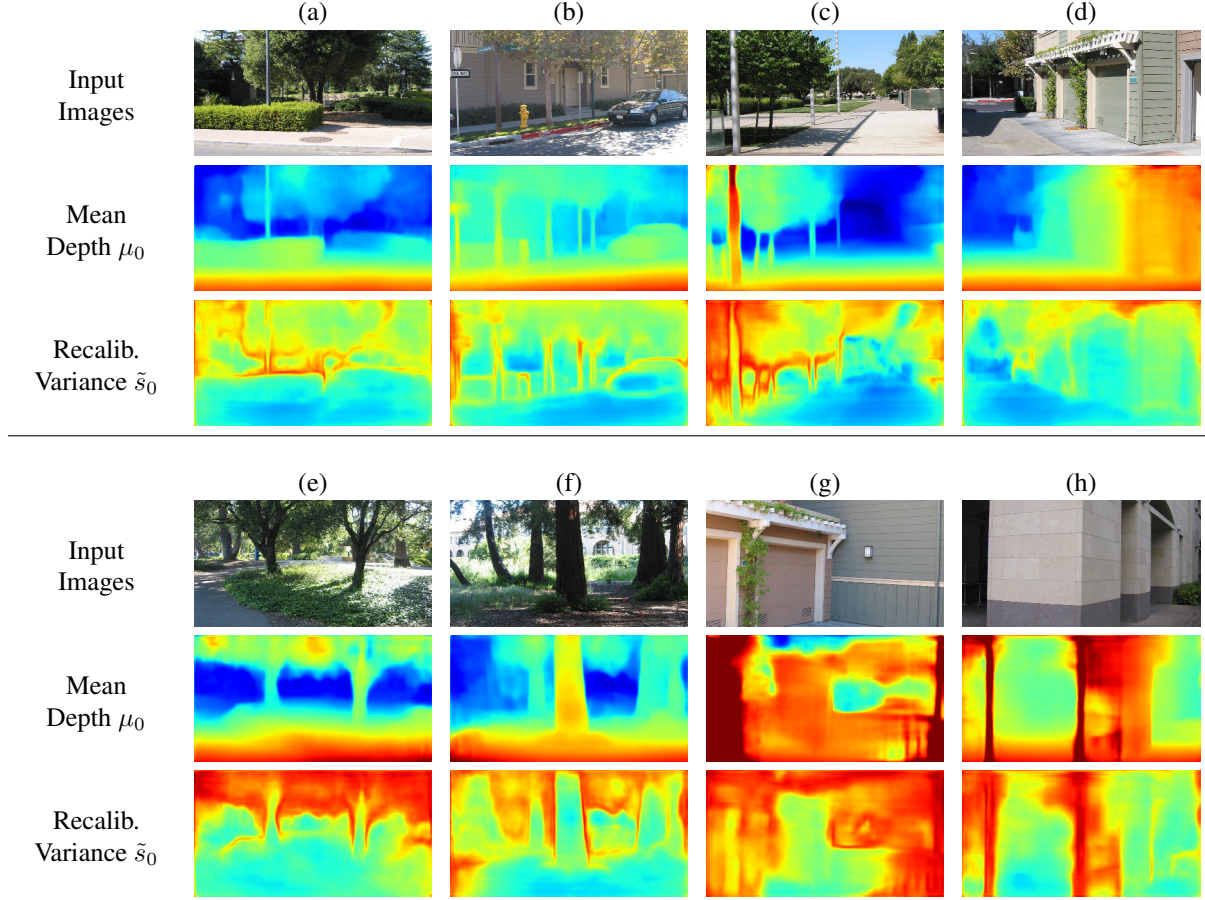 (a) (b) (c) (d)
Input
Images
Mean
Depth μ₀
Recalib.
Variance s̃₀
(e) (f) (g) (h)
Input
Images
Mean
Depth μ₀
Recalib.
Variance s̃₀